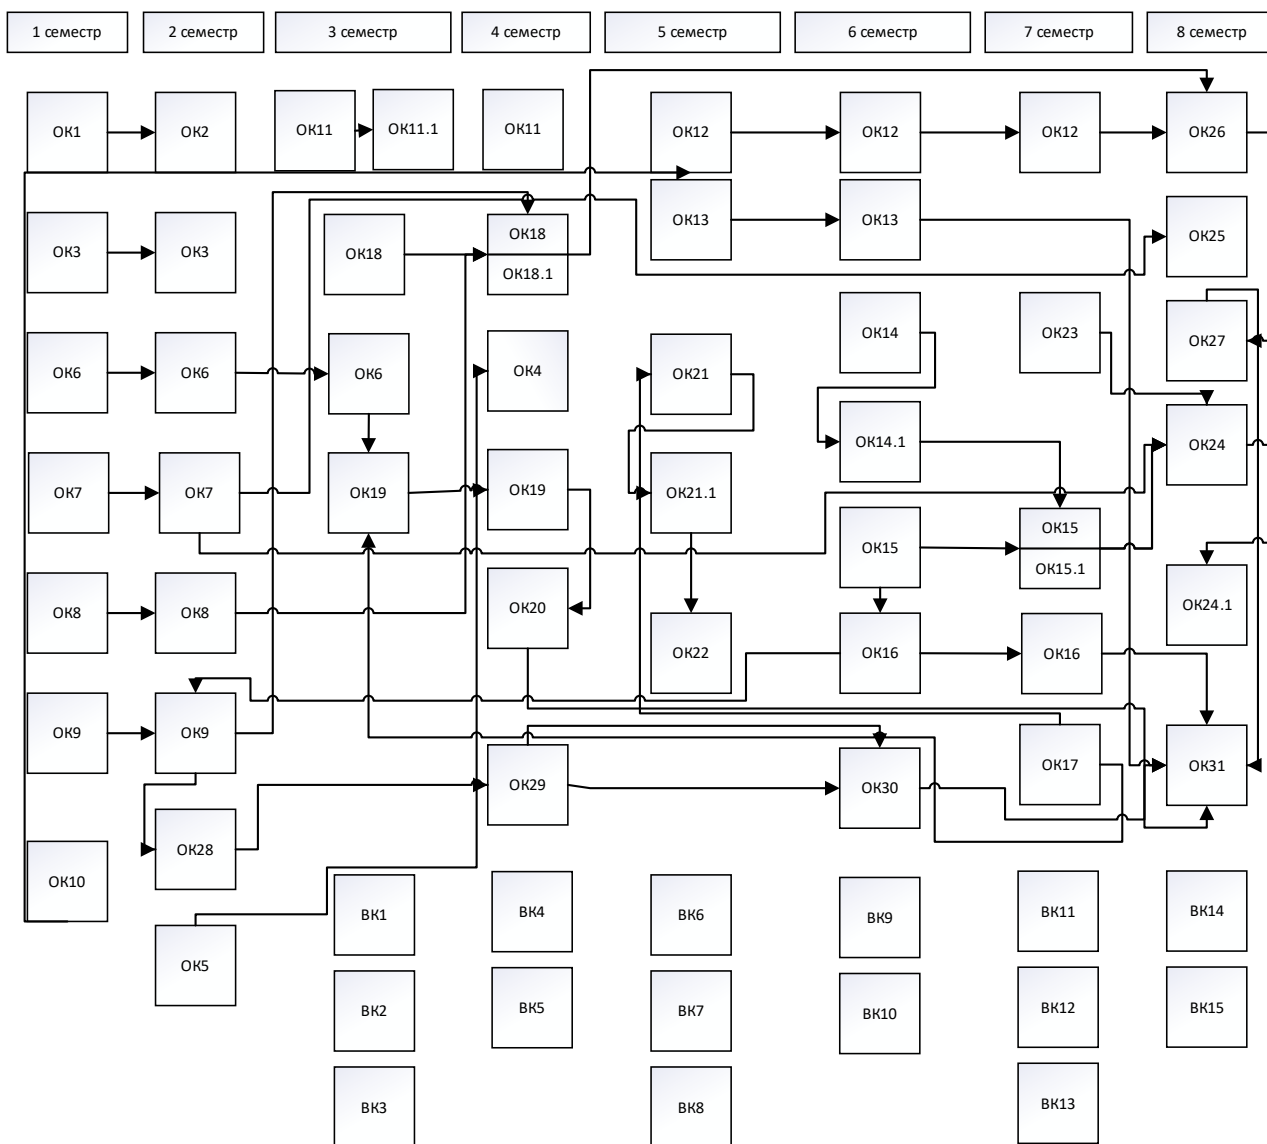 1 семестр
2 семестр
3 семестр
4 семестр
5 семестр
6 семестр
7 семестр
8 семестр
ОК1
ОК2
ОК11
ОК11.1
ОК11
ОК12
ОК12
ОК12
ОК26
ОК3
ОК3
ОК18
ОК18
ОК18.1
ОК13
ОК13
ОК25
ОК6
ОК6
ОК6
ОК4
ОК21
ОК14
ОК23
ОК27
ОК7
ОК7
ОК19
ОК19
ОК21.1
ОК14.1
ОК24
ОК15
ОК15
ОК15.1
ОК8
ОК8
ОК20
ОК22
ОК16
ОК16
ОК24.1
ОК9
ОК9
ОК29
ОК30
ОК17
ОК31
ОК10
ОК28
ОК5
ВК1
ВК4
ВК6
ВК9
ВК11
ВК14
ВК2
ВК5
ВК7
ВК10
ВК12
ВК15
ВК3
ВК8
ВК13